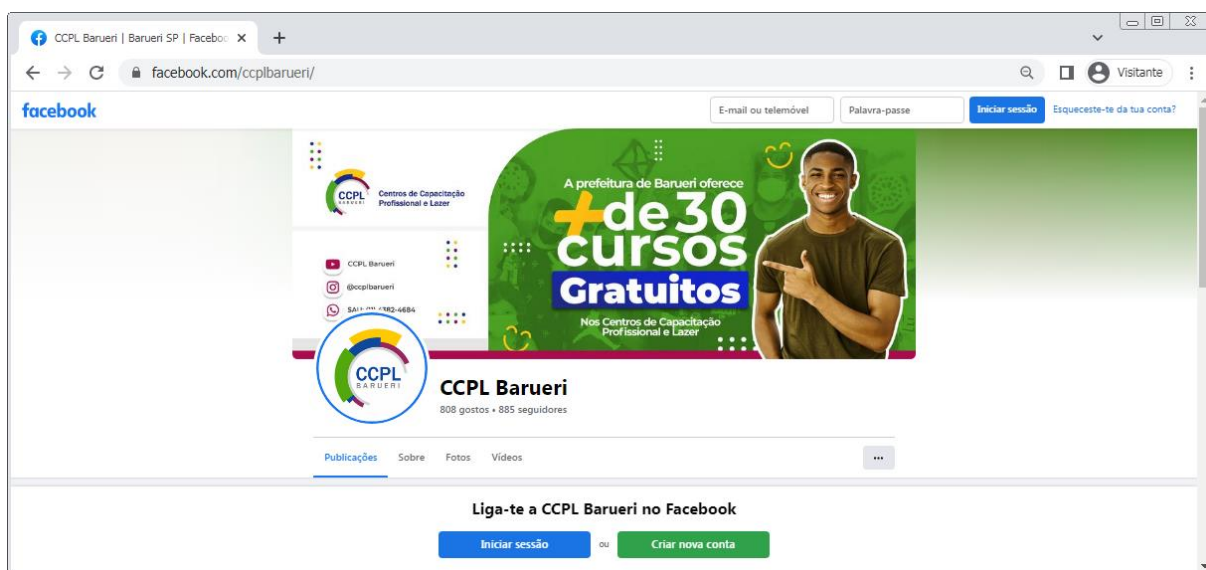 CCPL Barueri | Barueri SP | Faceboo
facebook.com/ccplbarueri/
Visitante
facebook
E-mail ou telemóvel
Palavra-passe
Iniciar sessão
Esqueceste-te da tua conta?
CCPL
BARUERI
Centros de Capacitação
Profissional e Lazer
CCPL Barueri
@ccplbarueri
4382-4684
A prefeitura de Barueri oferece
+de 30
cursos
Gratuitos
Nos Centros de Capacitação
Profissional e Lazer
CCPL
BARUERI
CCPL Barueri
808 gostos • 885 seguidores
Publicações
Sobre
Fotos
Vídeos
Liga-te a CCPL Barueri no Facebook
Iniciar sessão
ou
Criar nova conta